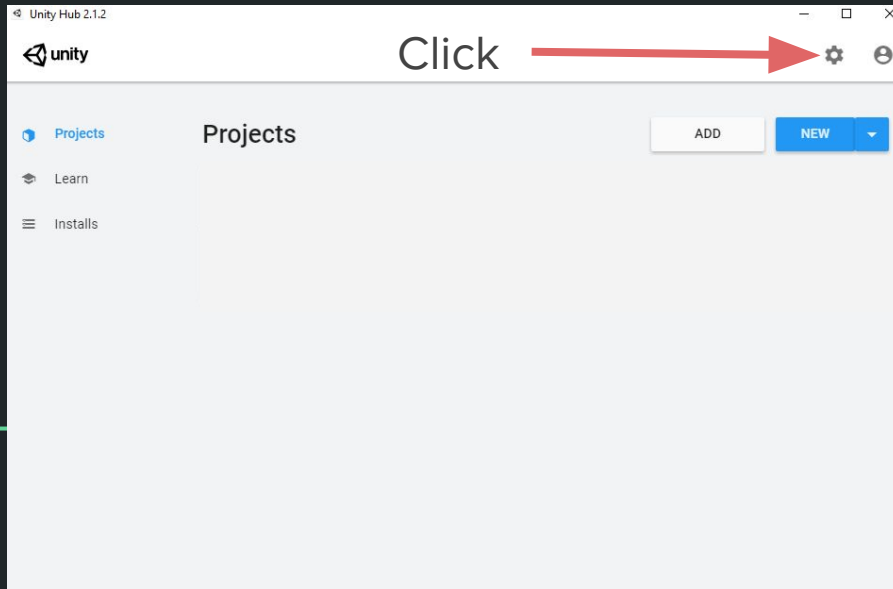 Unity Hub 2.1.2
unity
Click
Projects
Projects
ADD
NEW
Learn
Installs